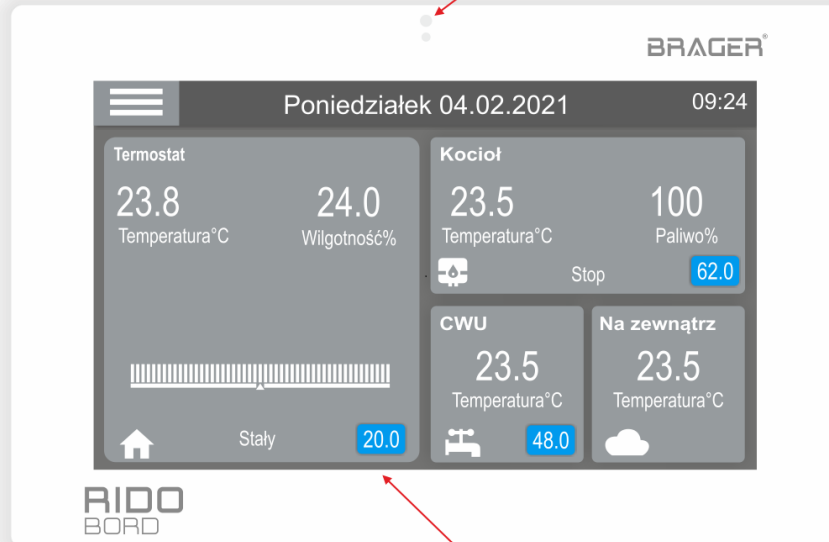 BRAGER®
Poniedziałek 04.02.2021 09:24
Termostat
23.8 24.0
Temperatura°C Wilgotność%
Stały 20.0
Kocioł
23.5 100
Temperatura°C Paliwo%
Stop 62.0
CWU
23.5
Temperatura°C
48.0
Na zewnątrz
23.5
Temperatura°C
RIDO
BORD